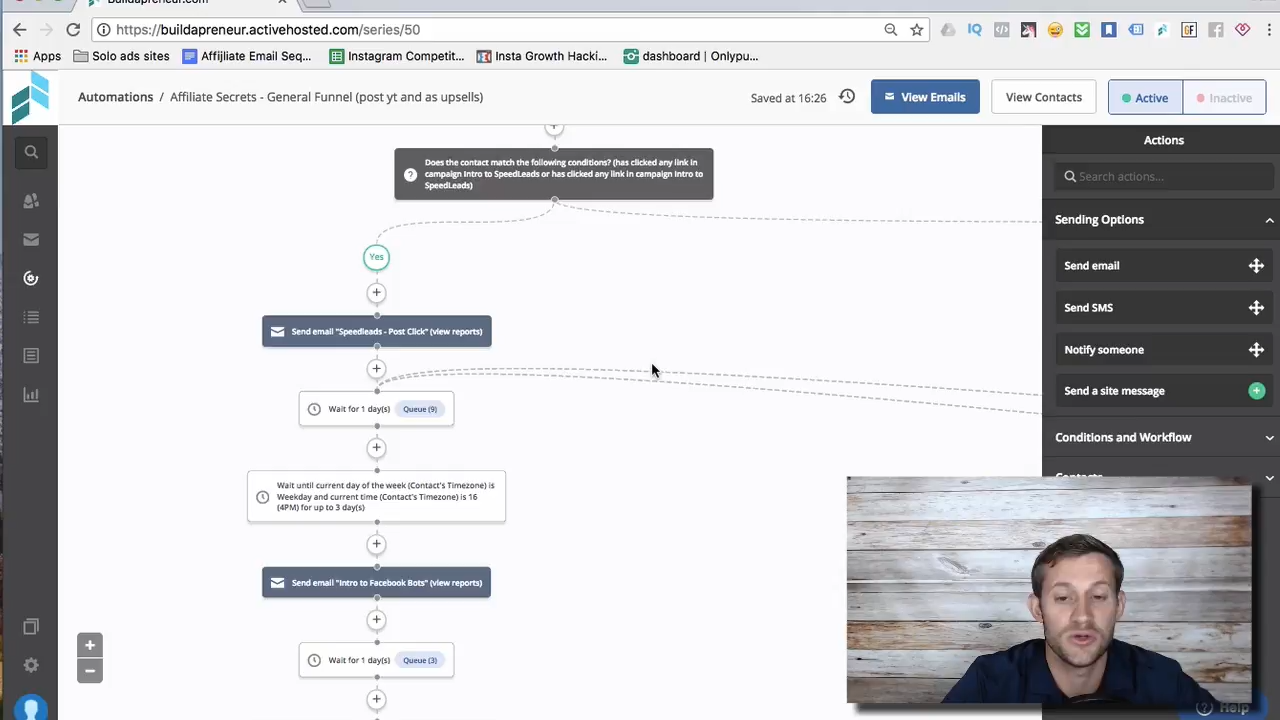 https://buildapreneur.activehosted.com/series/50
Apps
Solo ads sites
Affijliate Email Seq...
Instagram Competit...
Insta Growth Hacki...
dashboard | Onlypu...
Automations / Affiliate Secrets - General Funnel (post yt and as upsells)
Saved at 16:26
View Emails
View Contacts
Active
Inactive
Does the contact match the following conditions? (has clicked any link in
campaign Intro to SpeedLeads or has clicked any link in campaign Intro to
SpeedLeads)
Yes
Send email "Speedleads - Post Click" (view reports)
Wait for 1 day(s) Queue (9)
Wait until current day of the week (Contact's Timezone) is
Weekday and current time (Contact's Timezone) is 16
(4PM) for up to 3 day(s)
Send email "Intro to Facebook Bots" (view reports)
Wait for 1 day(s) Queue (3)
Actions
Search actions...
Sending Options
Send email
Send SMS
Notify someone
Send a site message
Conditions and Workflow
Help